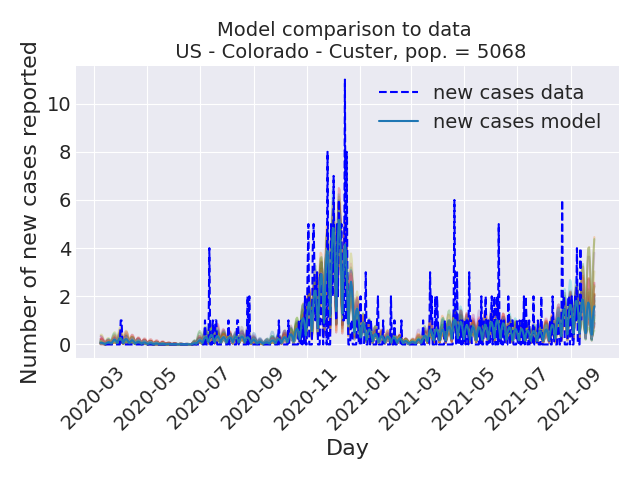 Model comparison to data
US - Colorado - Custer, pop. = 5068
Number of new cases reported
10
8
6
4
2
0
new cases data
new cases model
2020-03
2020-05
2020-07
2020-09
2020-11
2021-01
2021-03
2021-05
2021-07
2021-09
Day